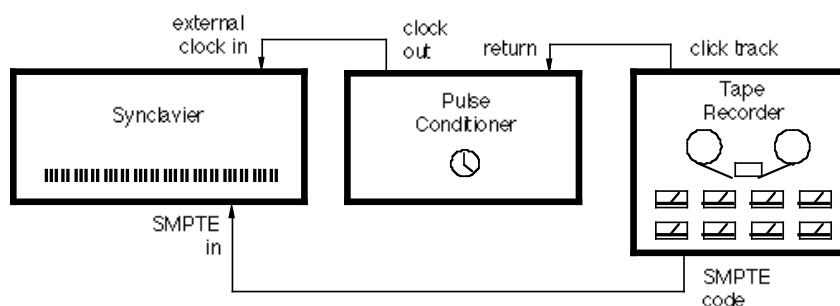 external
clock in
clock
out
return
click track
Synclavier
Pulse
Conditioner
Tape
Recorder
SMPTE
in
SMPTE
code